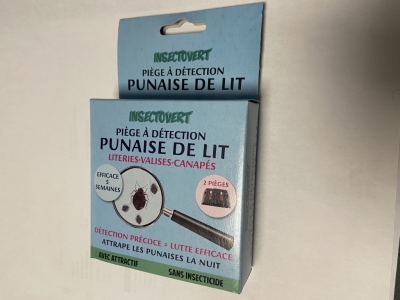 INSECTOVERT
PIÈGE À DÉTECTION
PUNAISE DE LIT
INSECTOVERT
PIÈGE À DÉTECTION
PUNAISE DE LIT
LITERIES-VALISES-CANAPÉS
EFFICACE
5
SEMAINES
2 PIÈGES
DÉTECTION PRÉCOCE = LUTTE EFFICACE
ATTRAPE LES PUNAISES LA NUIT
AVEC ATTRACTIF
SANS INSECTICIDE